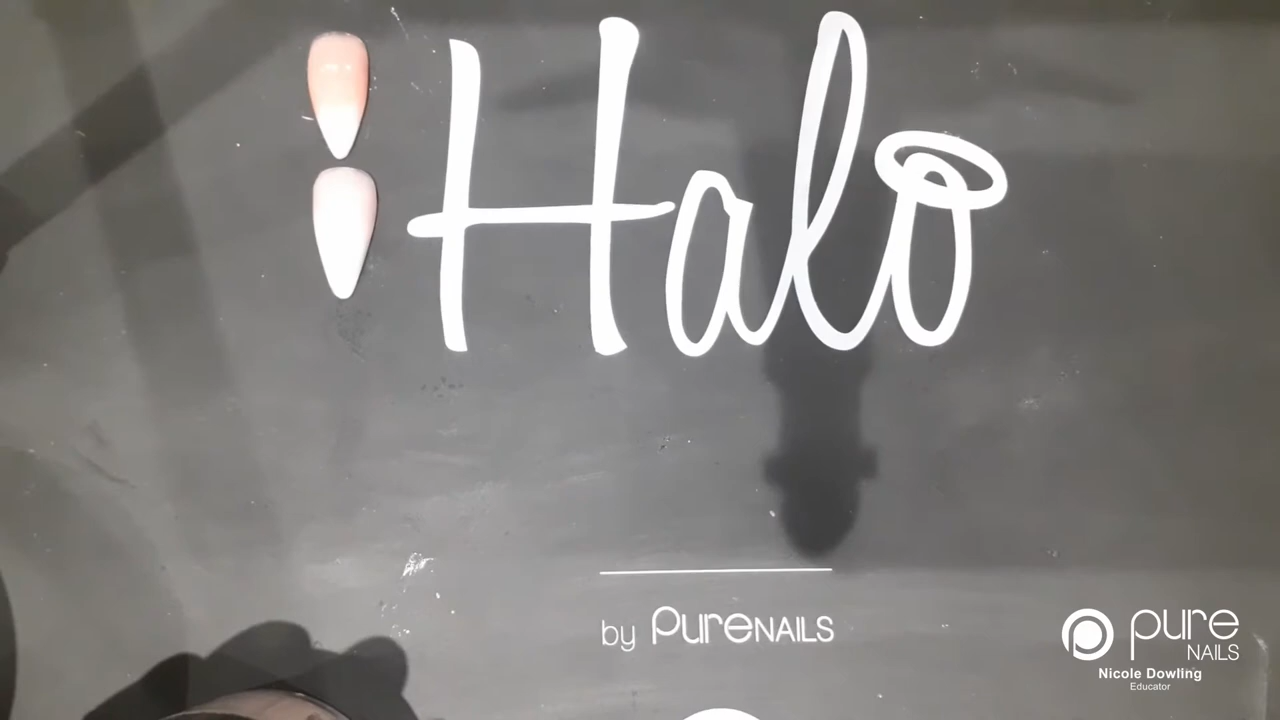 Halo
by PureNAILS
pure
NAILS
Nicole Dowling
Educator